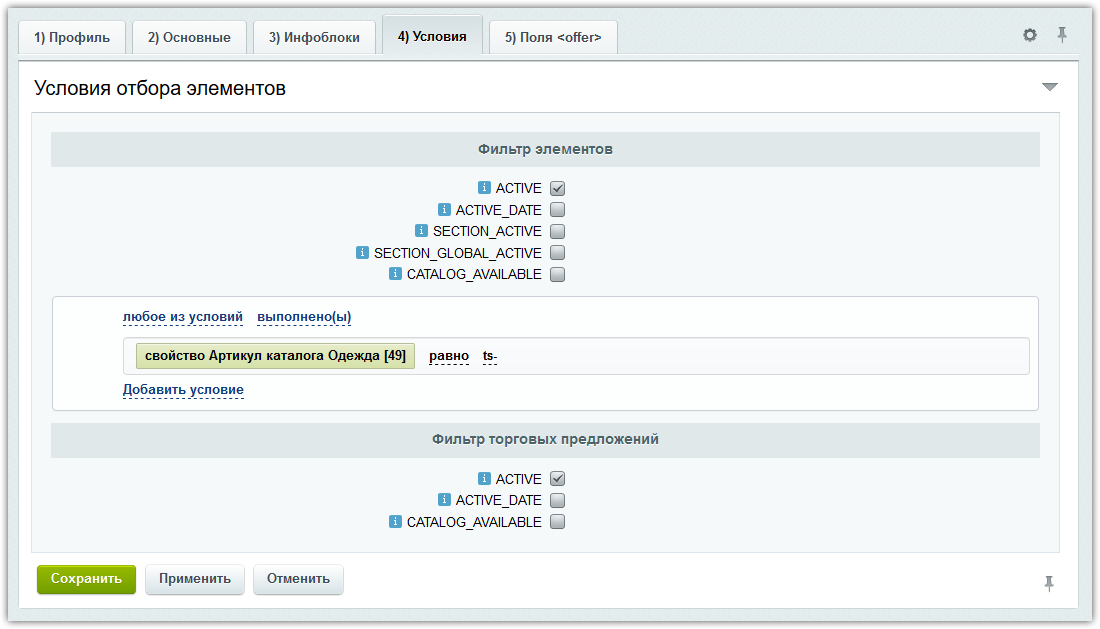 1) Профиль 2) Основные 3) Инфоблоки 4) Условия 5) Поля <offer>
Условия отбора элементов
Фильтр элементов
ACTIVE
ACTIVE_DATE
SECTION_ACTIVE
SECTION_GLOBAL_ACTIVE
CATALOG_AVAILABLE
любое из условий выполнено(ы)
свойство Артикул каталога Одежда [49] равно ts-
Добавить условие
Фильтр торговых предложений
ACTIVE
ACTIVE_DATE
CATALOG_AVAILABLE
Сохранить Применить Отменить